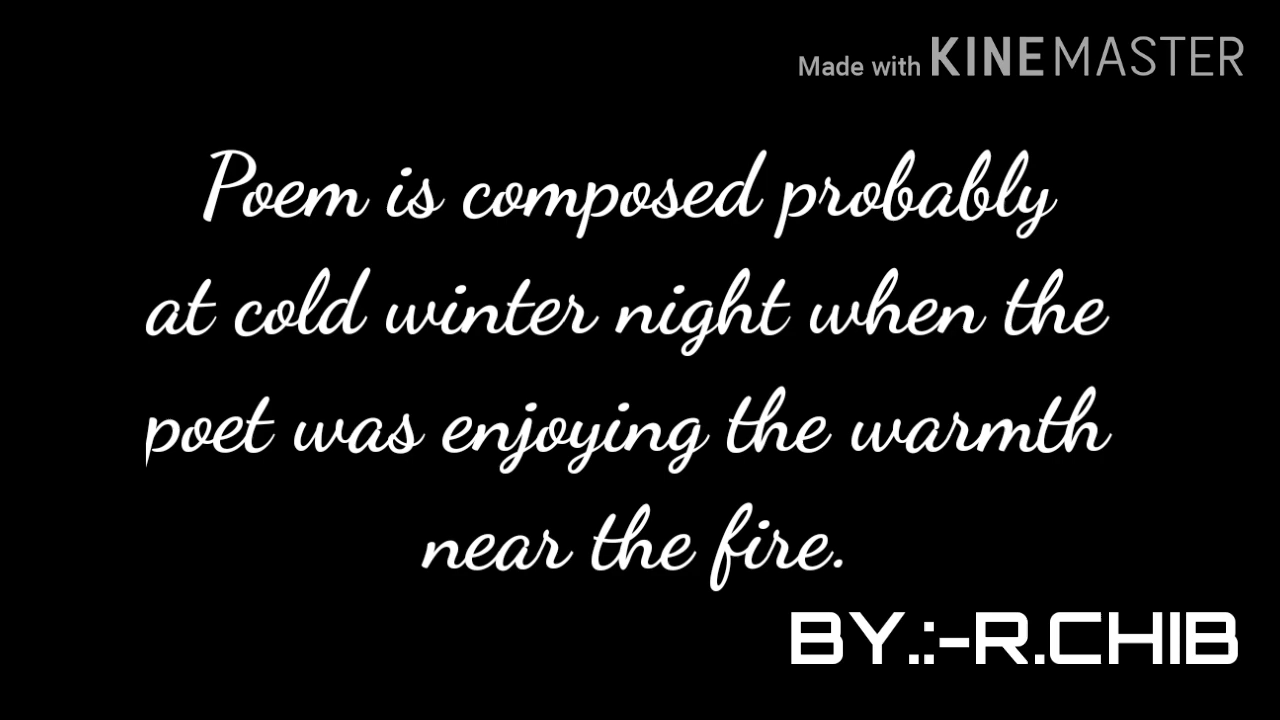 Made with KINEMASTER
Poem is composed probably
at cold winter night when the
poet was enjoying the warmth
near the fire.
BY.:-R.CHIB